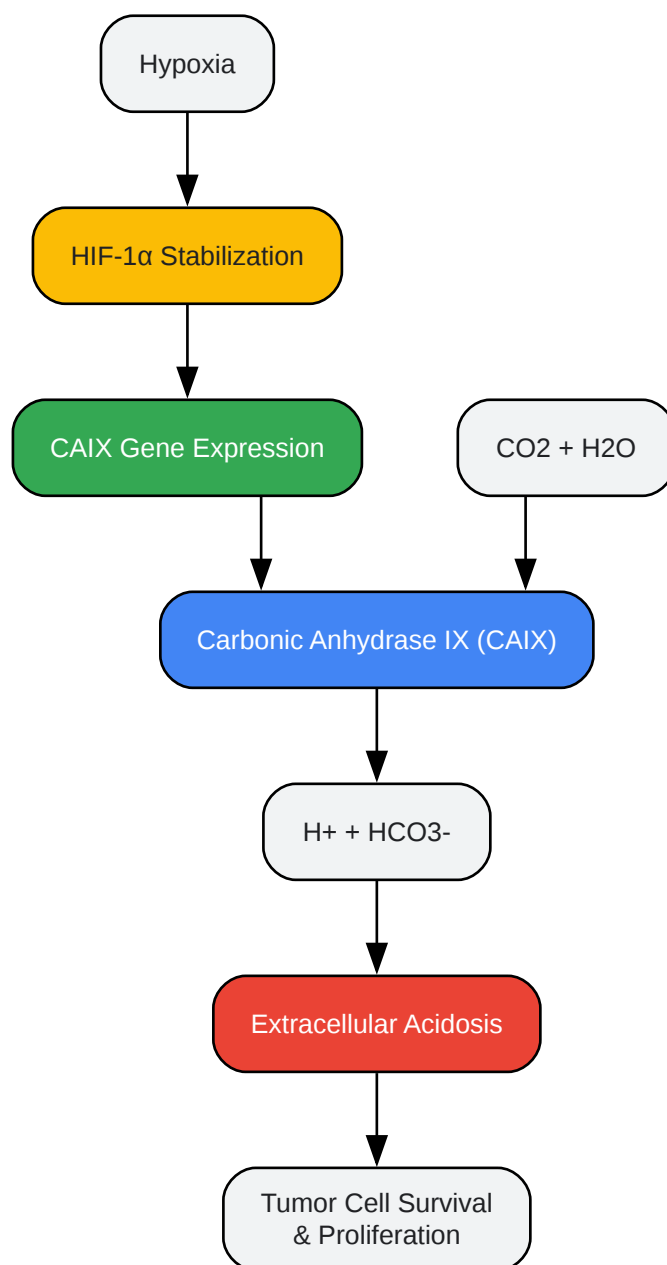 Hypoxia
HIF-1α Stabilization
CAIX Gene Expression
CO2 + H2O
Carbonic Anhydrase IX (CAIX)
H+ + HCO3-
Extracellular Acidosis
Tumor Cell Survival
& Proliferation